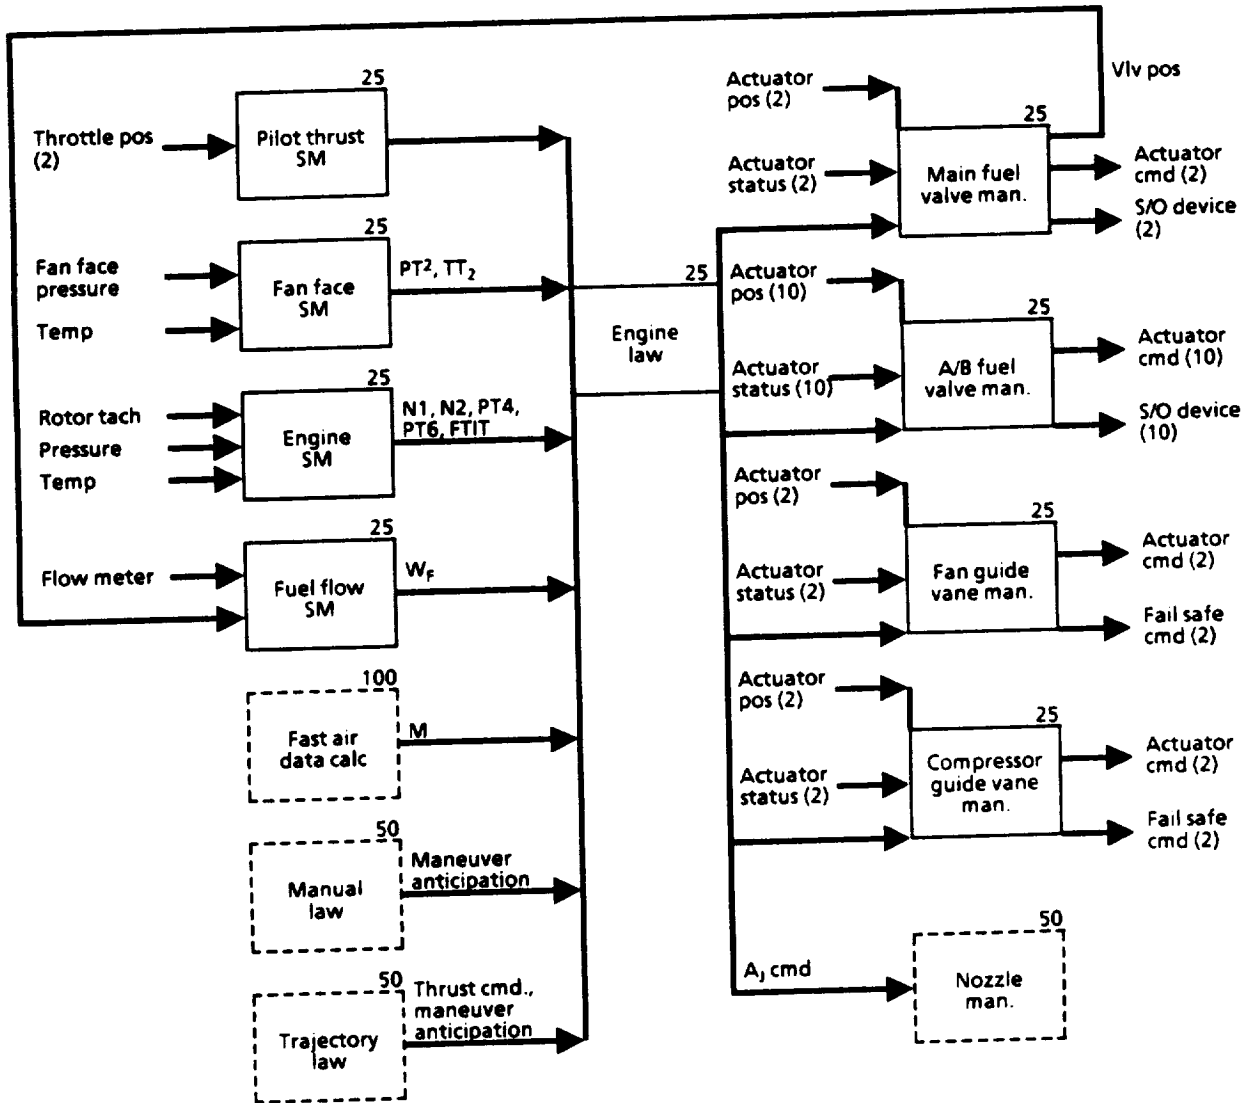 Vlv pos
25
Throttle pos
(2)
Pilot thrust
SM
25
Fan face
pressure
Temp
Fan face
SM
PT², TT₂
25
Rotor tach
Pressure
Temp
Engine
SM
N1, N2, PT4,
PT6, FTIT
25
Flow meter
Fuel flow
SM
W_F
100
Fast air
data calc
M
50
Manual
law
Maneuver
anticipation
50
Trajectory
law
Thrust cmd.,
maneuver
anticipation
25
Engine
law
Actuator
pos (2)
Actuator
status (2)
25
Main fuel
valve man.
Actuator
cmd (2)
S/O device
(2)
Actuator
pos (10)
Actuator
status (10)
25
A/B fuel
valve man.
Actuator
cmd (10)
S/O device
(10)
Actuator
pos (2)
Actuator
status (2)
25
Fan guide
vane man.
Actuator
cmd (2)
Fail safe
cmd (2)
Actuator
pos (2)
Actuator
status (2)
25
Compressor
guide vane
man.
Actuator
cmd (2)
Fail safe
cmd (2)
A_J cmd
50
Nozzle
man.